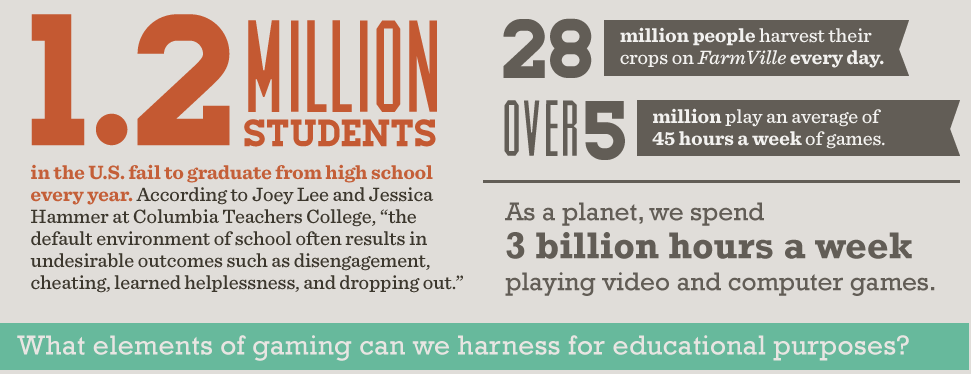 1.2 MILLION
STUDENTS
in the U.S. fail to graduate from high school
every year. According to Joey Lee and Jessica
Hammer at Columbia Teachers College, “the
default environment of school often results in
undesirable outcomes such as disengagement,
cheating, learned helplessness, and dropping out.”
28 million people harvest their
crops on FarmVille every day.
OVER 5 million play an average of
45 hours a week of games.
As a planet, we spend
3 billion hours a week
playing video and computer games.
What elements of gaming can we harness for educational purposes?